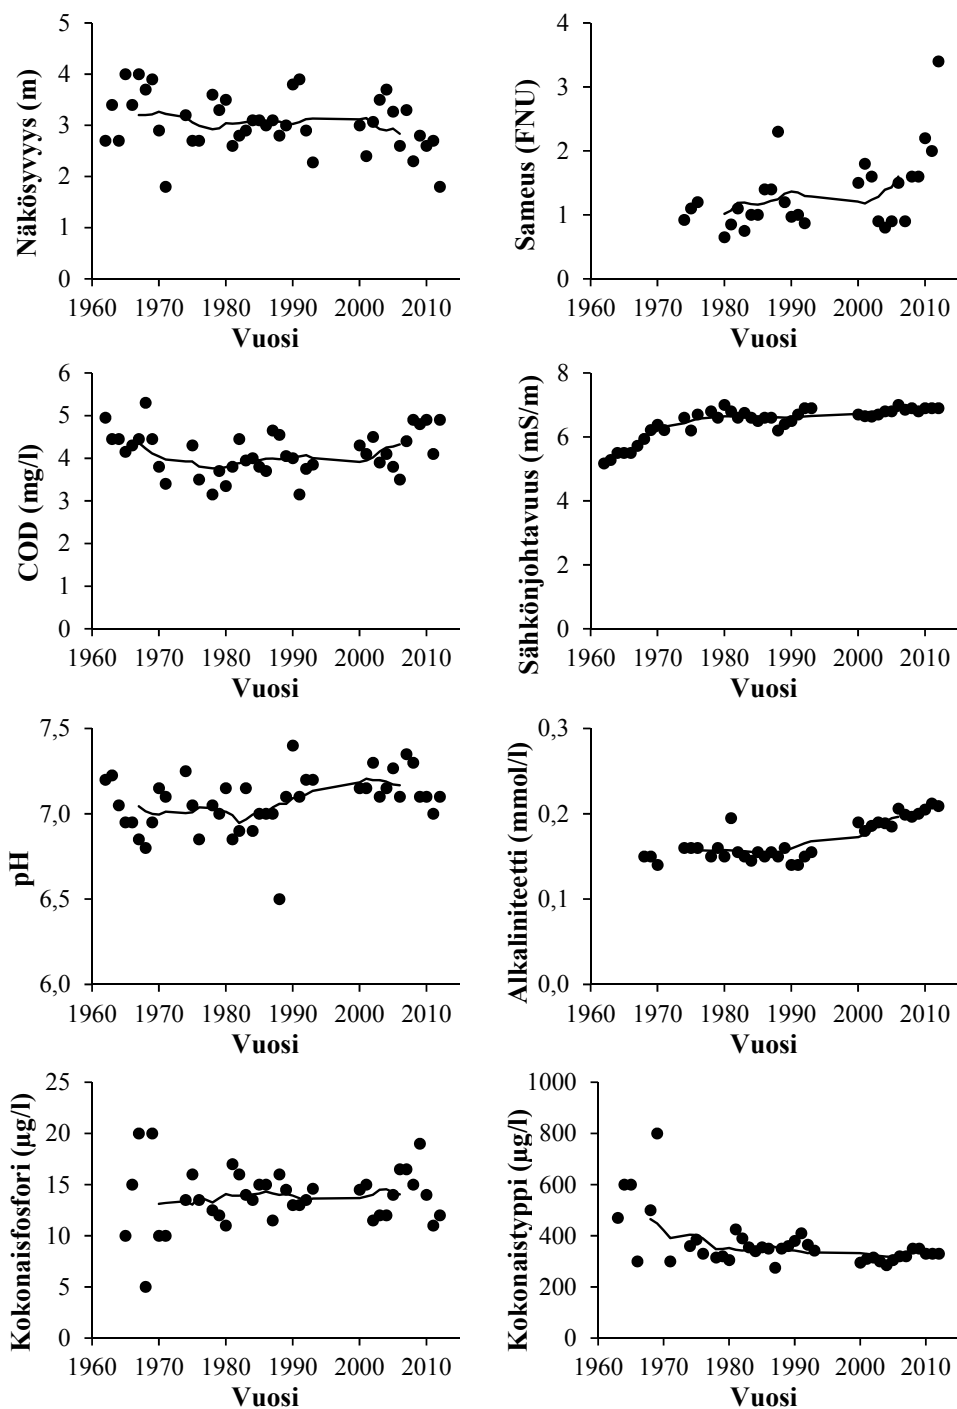 Näkösyvyys (m)
5
4
3
2
1
0
1960 1970 1980 1990 2000 2010
Vuosi
Sameus (FNU)
4
3
2
1
0
1960 1970 1980 1990 2000 2010
Vuosi
COD (mg/l)
6
5
4
3
2
1
0
1960 1970 1980 1990 2000 2010
Vuosi
Sähkönjohtavuus (mS/m)
8
6
4
2
0
1960 1970 1980 1990 2000 2010
Vuosi
pH
7,5
7,0
6,5
6,0
1960 1970 1980 1990 2000 2010
Vuosi
Alkaliniteetti (mmol/l)
0,3
0,2
0,1
0,0
1960 1970 1980 1990 2000 2010
Vuosi
Kokonaisfosfori (µg/l)
25
20
15
10
5
0
1960 1970 1980 1990 2000 2010
Vuosi
Kokonaistyppi (µg/l)
1000
800
600
400
200
0
1960 1970 1980 1990 2000 2010
Vuosi